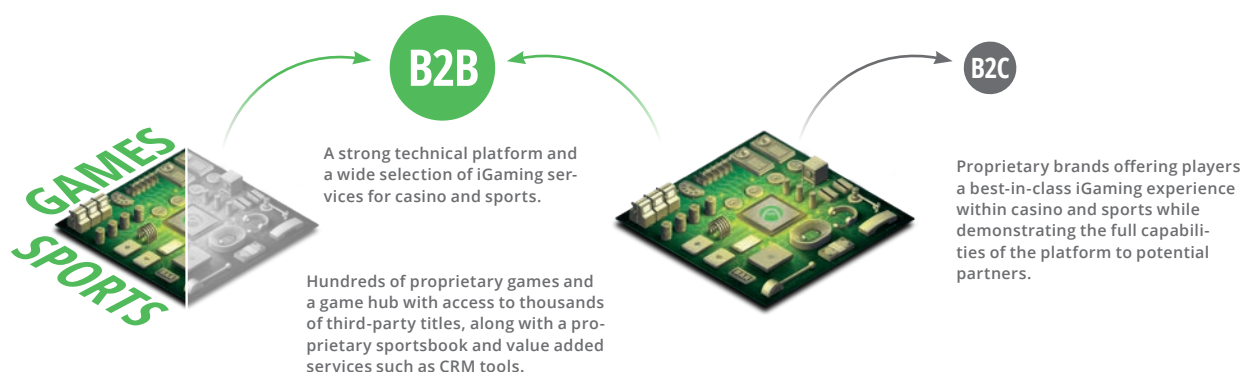 B2B
B2C
GAMES
SPORTS
A strong technical platform and
a wide selection of iGaming ser-
vices for casino and sports.
Hundreds of proprietary games and
a game hub with access to thousands
of third-party titles, along with a pro-
prietary sportsbook and value added
services such as CRM tools.
Proprietary brands offering players
a best-in-class iGaming experience
within casino and sports while
demonstrating the full capabili-
ties of the platform to potential
partners.